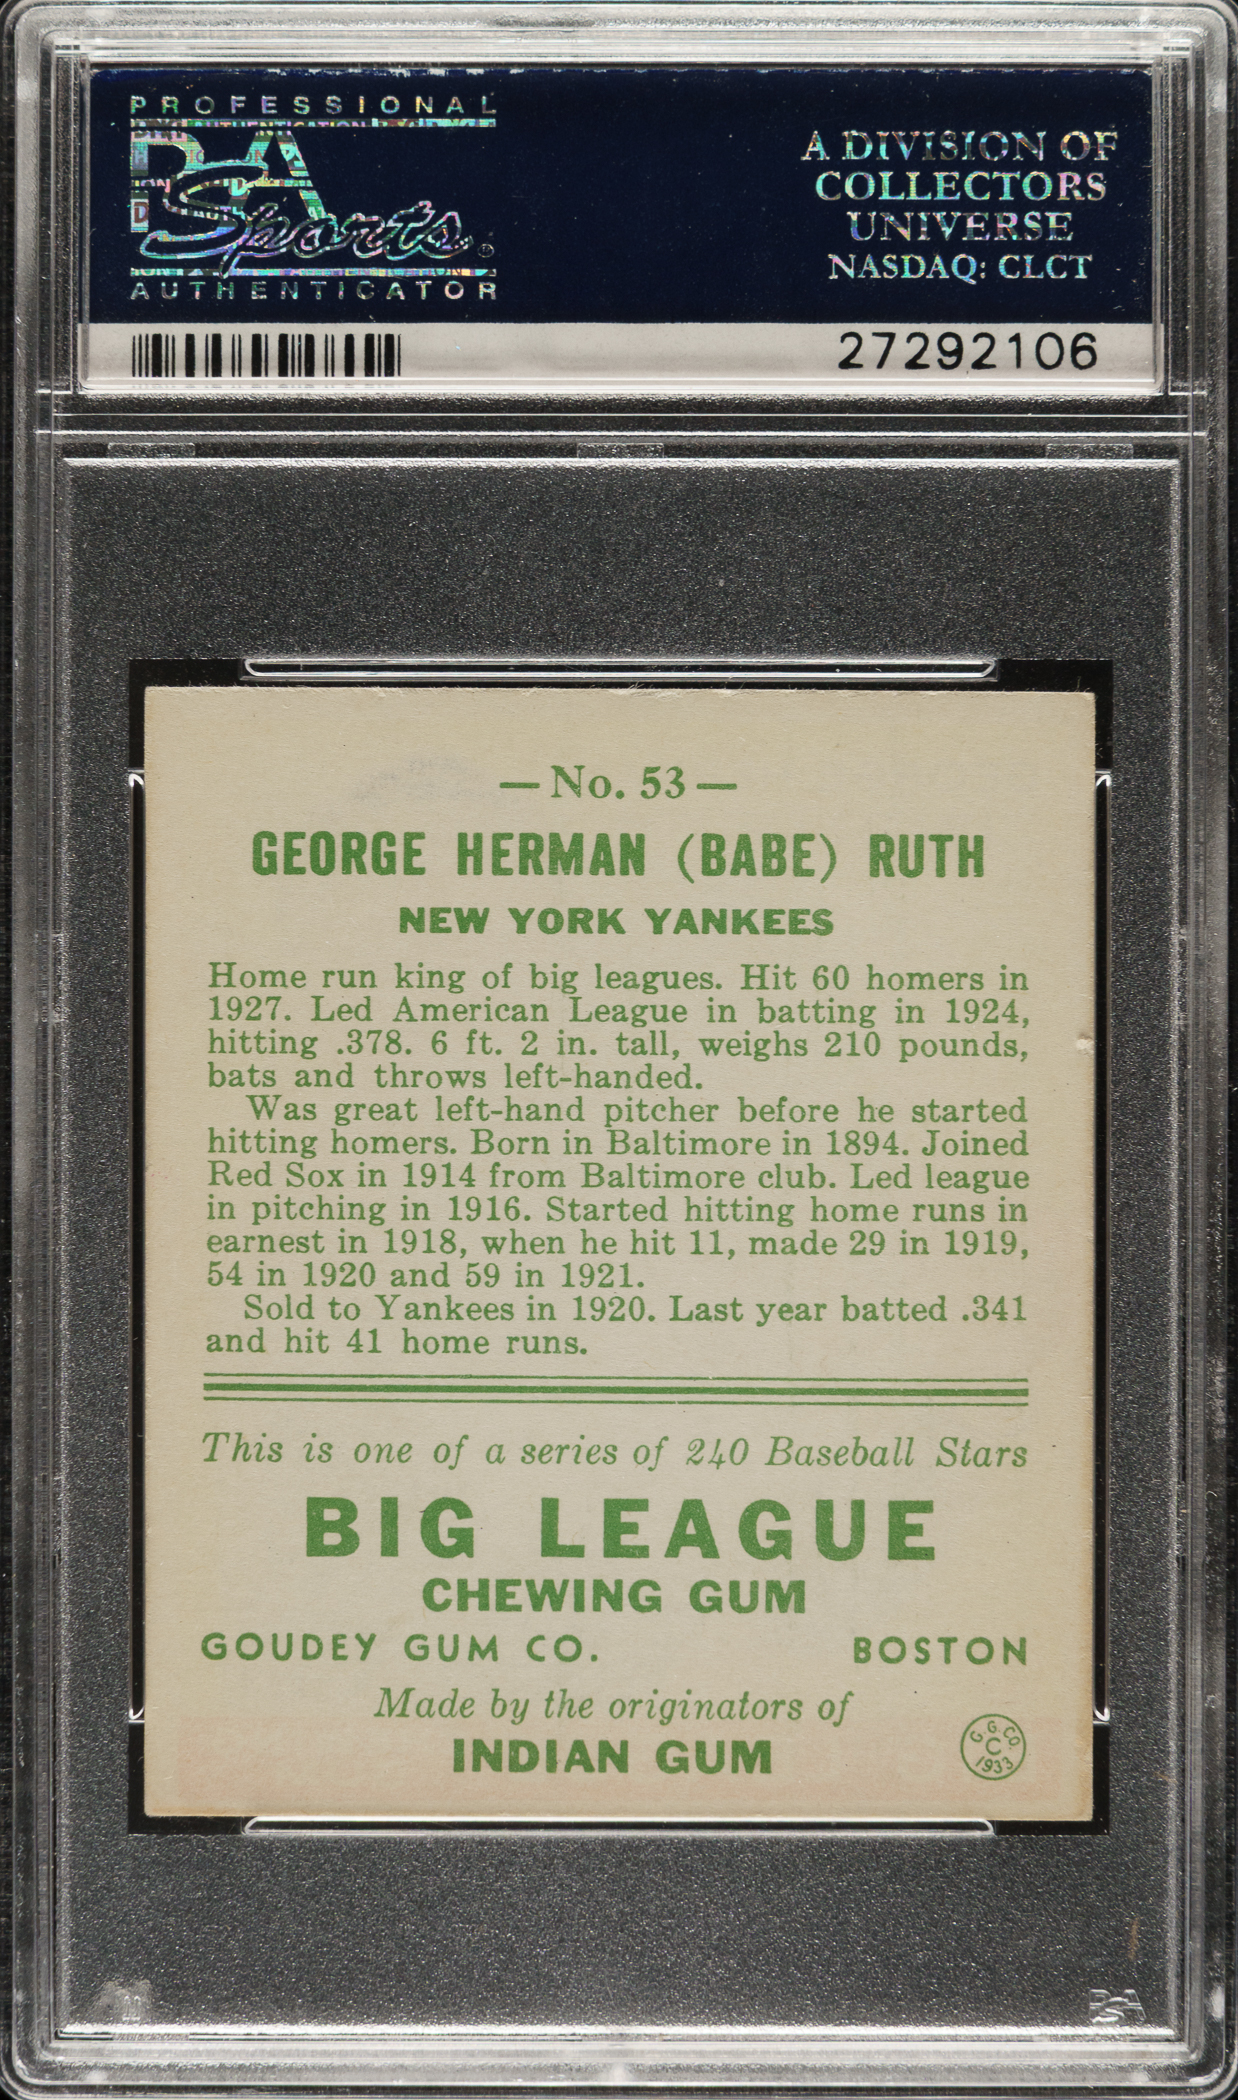 PROFESSIONAL
PSA
Sports
AUTHENTICATOR
A DIVISION OF
COLLECTORS
UNIVERSE
NASDAQ: CLCT
27292106
—No. 53—
GEORGE HERMAN (BABE) RUTH
NEW YORK YANKEES
Home run king of big leagues. Hit 60 homers in
1927. Led American League in batting in 1924,
hitting .378. 6 ft. 2 in. tall, weighs 210 pounds,
bats and throws left-handed.
Was great left-hand pitcher before he started
hitting homers. Born in Baltimore in 1894. Joined
Red Sox in 1914 from Baltimore club. Led league
in pitching in 1916. Started hitting home runs in
earnest in 1918, when he hit 11, made 29 in 1919,
54 in 1920 and 59 in 1921.
Sold to Yankees in 1920. Last year batted .341
and hit 41 home runs.
This is one of a series of 240 Baseball Stars
BIG LEAGUE
CHEWING GUM
GOUDEY GUM CO. BOSTON
Made by the originators of
INDIAN GUM
G.G.CO.
C
1933
PSA